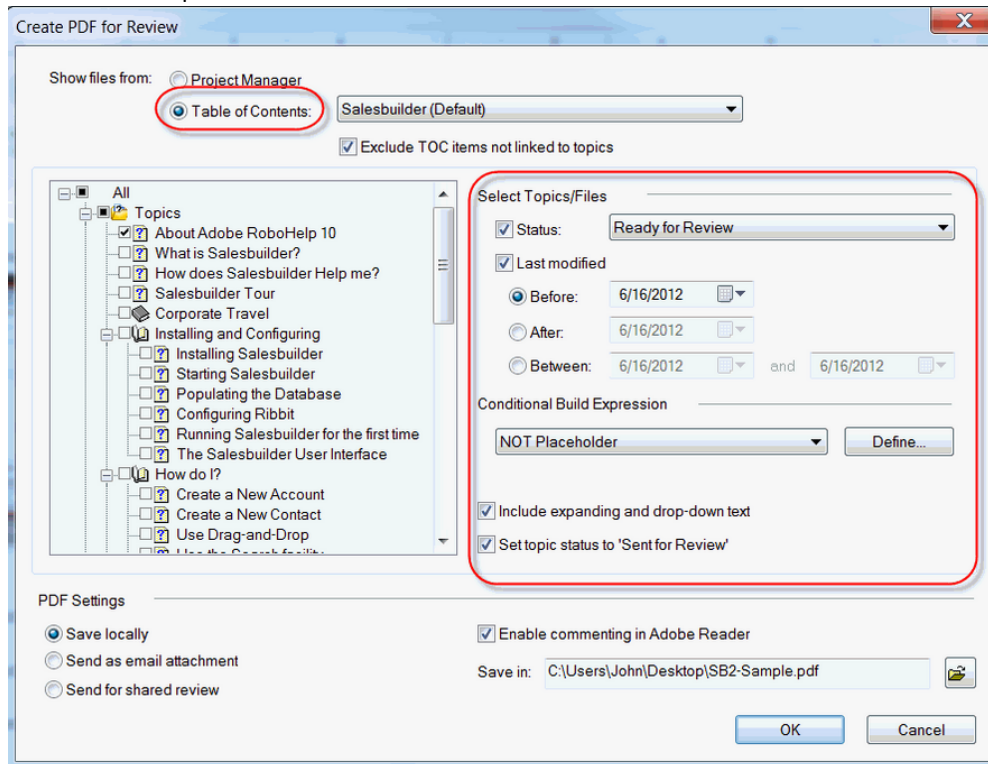 Create PDF for Review
Show files from: Project Manager
Table of Contents: Salesbuilder (Default)
Exclude TOC items not linked to topics
All
Topics
About Adobe RoboHelp 10
What is Salesbuilder?
How does Salesbuilder Help me?
Salesbuilder Tour
Corporate Travel
Installing and Configuring
Installing Salesbuilder
Starting Salesbuilder
Populating the Database
Configuring Ribbit
Running Salesbuilder for the first time
The Salesbuilder User Interface
How do I?
Create a New Account
Create a New Contact
Use Drag-and-Drop
Use the Search facility
Select Topics/Files
Status: Ready for Review
Last modified
Before: 6/16/2012
After: 6/16/2012
Between: 6/16/2012 and 6/16/2012
Conditional Build Expression
NOT Placeholder Define...
Include expanding and drop-down text
Set topic status to 'Sent for Review'
PDF Settings
Save locally
Send as email attachment
Send for shared review
Enable commenting in Adobe Reader
Save in: C:\Users\John\Desktop\SB2-Sample.pdf
OK Cancel